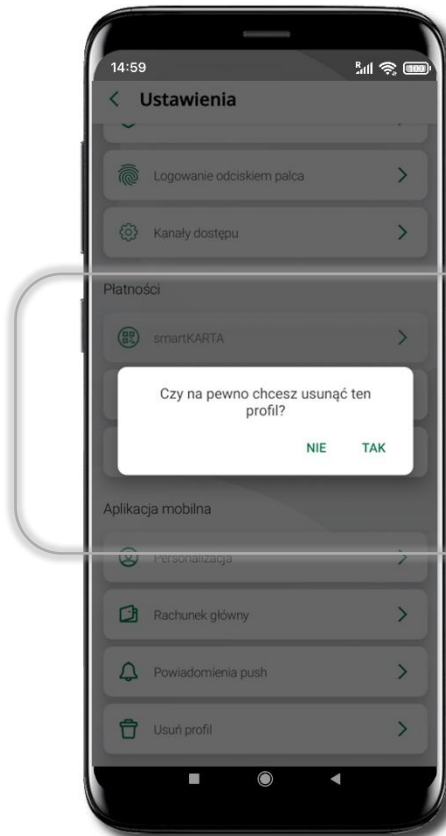 14:59
Ustawienia
Logowanie odciskiem palca
Kanały dostępu
Płatności
smartKARTA
Czy na pewno chcesz usunąć ten
profil?
NIE TAK
Aplikacja mobilna
Personalizacja
Rachunek główny
Powiadomienia push
Usuń profil